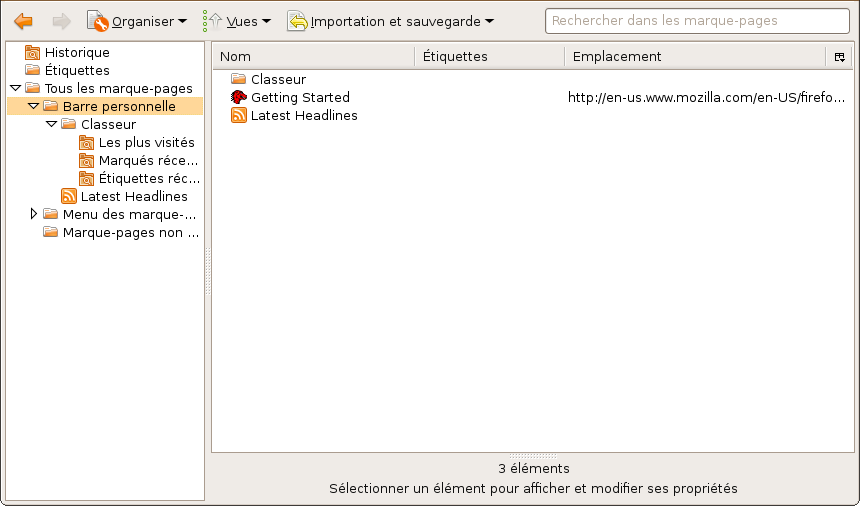 Organiser Vues Importation et sauvegarde Rechercher dans les marque-pages
Historique
Étiquettes
Tous les marque-pages
Barre personnelle
Classeur
Les plus visités
Marqués réce...
Étiquettes réc...
Latest Headlines
Menu des marque-...
Marque-pages non ...
Nom Étiquettes Emplacement
Classeur
Getting Started http://en-us.www.mozilla.com/en-US/firefo...
Latest Headlines
3 éléments
Sélectionner un élément pour afficher et modifier ses propriétés